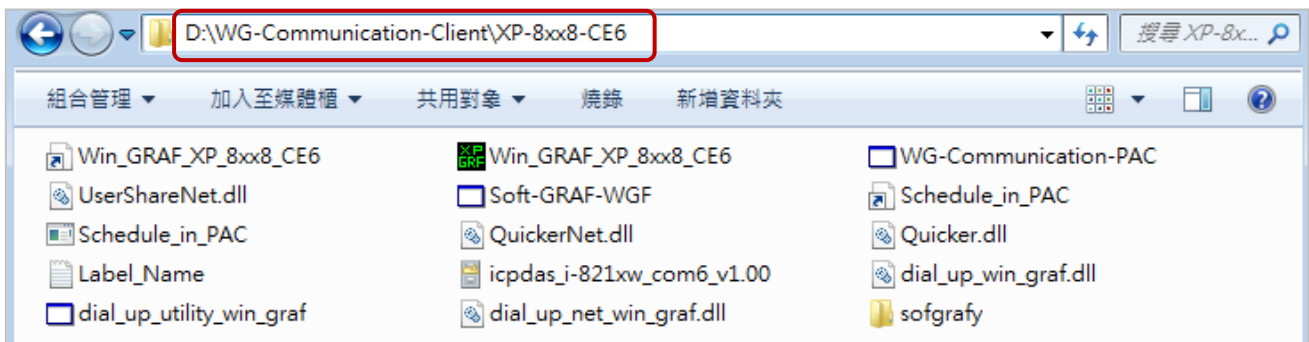 D:\WG-Communication-Client\XP-8xx8-CE6 搜尋 XP-8x...
組合管理 加入至媒體櫃 共用對象 燒錄 新增資料夾
Win_GRAF_XP_8xx8_CE6 XP GRF Win_GRAF_XP_8xx8_CE6 WG-Communication-PAC
UserShareNet.dll Soft-GRAF-WGF Schedule_in_PAC
Schedule_in_PAC QuickerNet.dll Quicker.dll
Label_Name icpdas_i-821xw_com6_v1.00 dial_up_win_graf.dll
dial_up_utility_win_graf dial_up_net_win_graf.dll sofgrafy